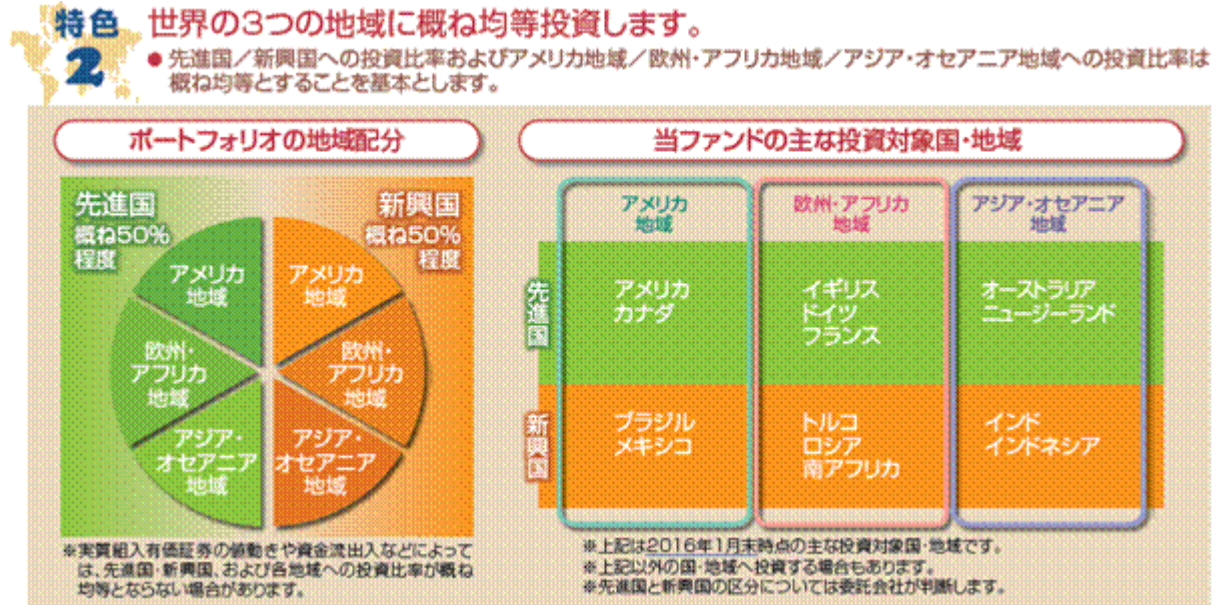 特色
2
世界の3つの地域に概ね均等投資します。
●先進国／新興国への投資比率およびアメリカ地域／欧州・アフリカ地域／アジア・オセアニア地域への投資比率は
概ね均等とすることを基本とします。
ポートフォリオの地域配分
先進国
概ね50%
程度
新興国
概ね50%
程度
アメリカ
地域
アメリカ
地域
欧州・
アフリカ
地域
欧州・
アフリカ
地域
アジア・
オセアニア
地域
アジア・
オセアニア
地域
※実質組入有価証券の値動きや資金流出入などによって
は、先進国・新興国、および各地域への投資比率が概ね
均等とならない場合があります。
当ファンドの主な投資対象国・地域
アメリカ
地域
欧州・アフリカ
地域
アジア・オセアニア
地域
先進国
アメリカ
カナダ
イギリス
ドイツ
フランス
オーストラリア
ニュージーランド
新興国
ブラジル
メキシコ
トルコ
ロシア
南アフリカ
インド
インドネシア
※上記は2016年1月末時点の主な投資対象国・地域です。
※上記以外の国・地域へ投資する場合もあります。
※先進国と新興国の区分については委託会社が判断します。